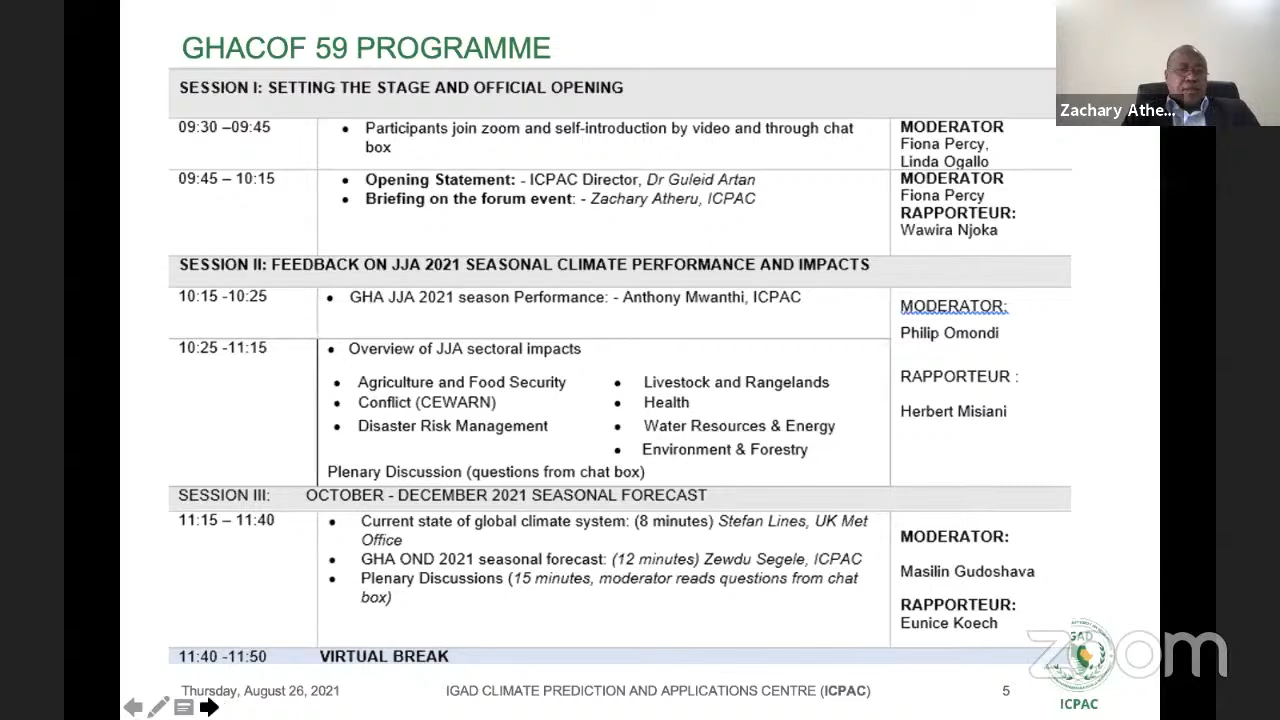 GHACOF 59 PROGRAMME
Zachary Athe...
SESSION I: SETTING THE STAGE AND OFFICIAL OPENING
09:30 –09:45
• Participants join zoom and self-introduction by video and through chat
box
MODERATOR
Fiona Percy,
Linda Ogallo
09:45 – 10:15
• Opening Statement: - ICPAC Director, Dr Guleid Artan
• Briefing on the forum event: - Zachary Atheru, ICPAC
MODERATOR
Fiona Percy
RAPPORTEUR:
Wawira Njoka
SESSION II: FEEDBACK ON JJA 2021 SEASONAL CLIMATE PERFORMANCE AND IMPACTS
10:15 -10:25
• GHA JJA 2021 season Performance: - Anthony Mwanthi, ICPAC
MODERATOR:
Philip Omondi
10:25 -11:15
• Overview of JJA sectoral impacts
• Agriculture and Food Security
• Conflict (CEWARN)
• Disaster Risk Management
• Livestock and Rangelands
• Health
• Water Resources & Energy
• Environment & Forestry
Plenary Discussion (questions from chat box)
RAPPORTEUR :
Herbert Misiani
SESSION III: OCTOBER - DECEMBER 2021 SEASONAL FORECAST
11:15 – 11:40
• Current state of global climate system: (8 minutes) Stefan Lines, UK Met
Office
• GHA OND 2021 seasonal forecast: (12 minutes) Zewdu Segele, ICPAC
• Plenary Discussions (15 minutes, moderator reads questions from chat
box)
MODERATOR:
Masilin Gudoshava
RAPPORTEUR:
Eunice Koech
11:40 -11:50
VIRTUAL BREAK
Thursday, August 26, 2021
IGAD CLIMATE PREDICTION AND APPLICATIONS CENTRE (ICPAC)
5
zoom
IGAD
ICPAC